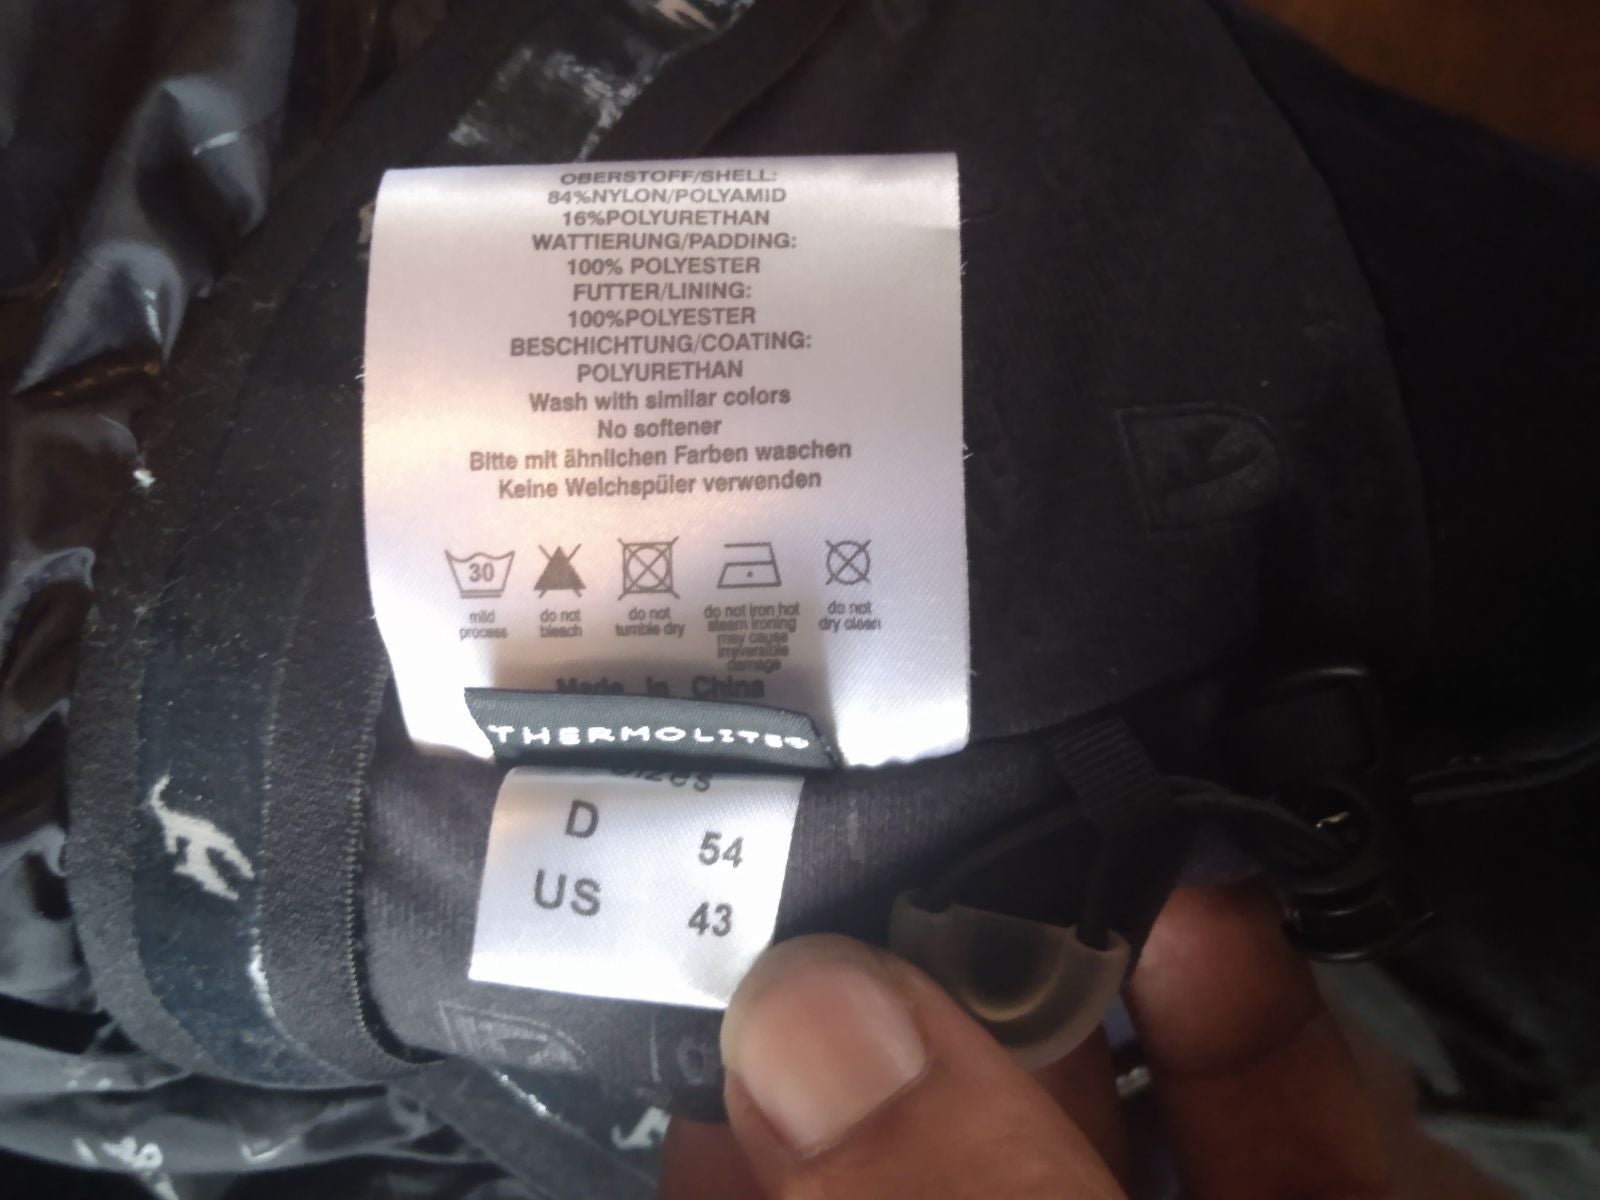 OBERSTOFF/SHELL:
84%NYLON/POLYAMID
16%POLYURETHAN
WATTIERUNG/PADDING:
100% POLYESTER
FUTTER/LINING:
100%POLYESTER
BESCHICHTUNG/COATING:
POLYURETHAN
Wash with similar colors
No softener
Bitte mit ähnlichen Farben waschen
Keine Weichspüler verwenden
30
mild process
do not bleach
do not tumble dry
do not iron hot steam ironing may cause irreversible damage
do not dry clean
Made in China
THERMOLITE®
Sizes
D 54
US 43